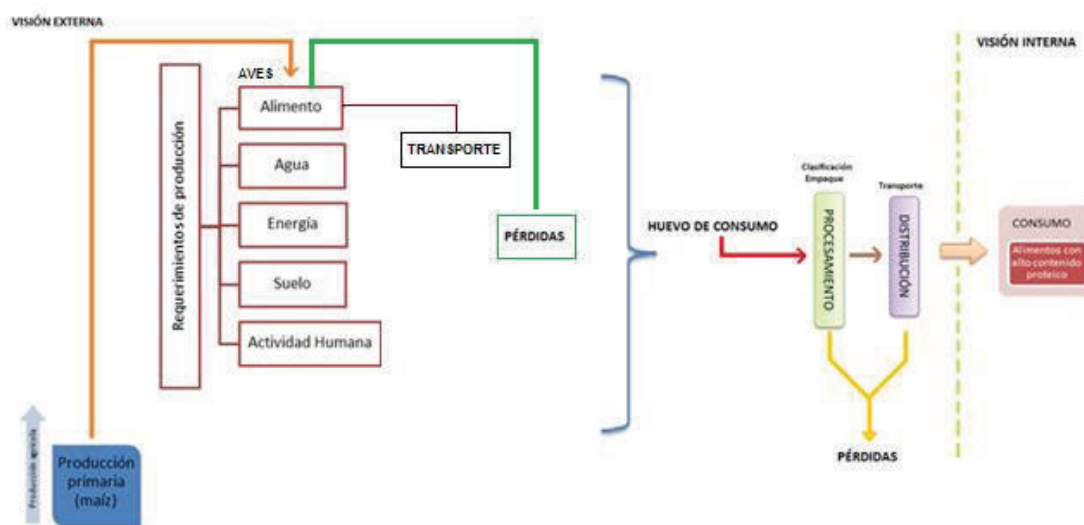 VISIÓN EXTERNA
AVES
Requerimientos de producción
Alimento
TRANSPORTE
Agua
Energía
Suelo
Actividad Humana
PÉRDIDAS
Producción agrícola
Producción
primaria
(maíz)
HUEVO DE CONSUMO
Clasificación
Empaque
PROCESAMIENTO
Transporte
DISTRIBUCIÓN
PÉRDIDAS
VISIÓN INTERNA
CONSUMO
Alimentos con
alto contenido
proteico